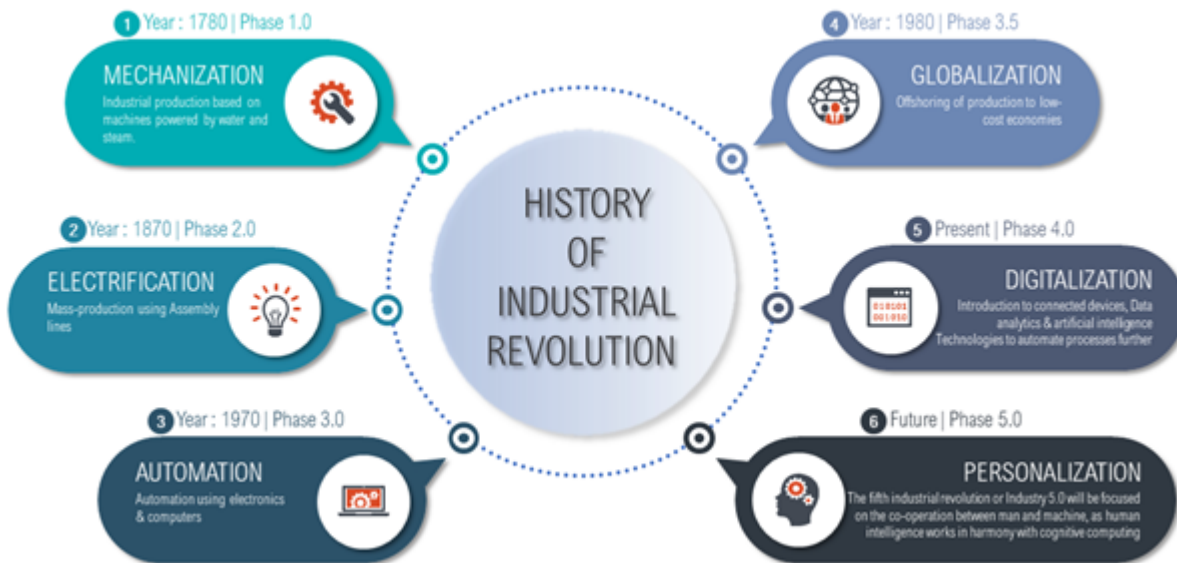 1 Year : 1780 | Phase 1.0
MECHANIZATION
Industrial production based on
machines powered by water and
steam.
2 Year : 1870 | Phase 2.0
ELECTRIFICATION
Mass-production using Assembly
lines
3 Year : 1970 | Phase 3.0
AUTOMATION
Automation using electronics
& computers
HISTORY
OF
INDUSTRIAL
REVOLUTION
4 Year : 1980 | Phase 3.5
GLOBALIZATION
Offshoring of production to low-
cost economies
5 Present | Phase 4.0
DIGITALIZATION
010101
001050
Introduction to connected devices, Data
analytics & artificial intelligence
Technologies to automate processes further
6 Future | Phase 5.0
PERSONALIZATION
The fifth industrial revolution or Industry 5.0 will be focused
on the co-operation between man and machine, as human
intelligence works in harmony with cognitive computing